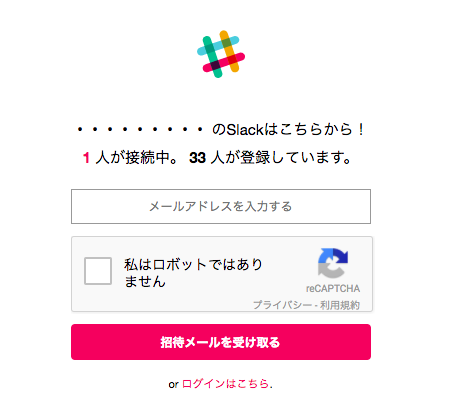 ・・・・・・・・・ のSlackはこちらから！
1 人が接続中。 33 人が登録しています。
メールアドレスを入力する
私はロボットではあり
ません
reCAPTCHA
プライバシー - 利用規約
招待メールを受け取る
or ログインはこちら.